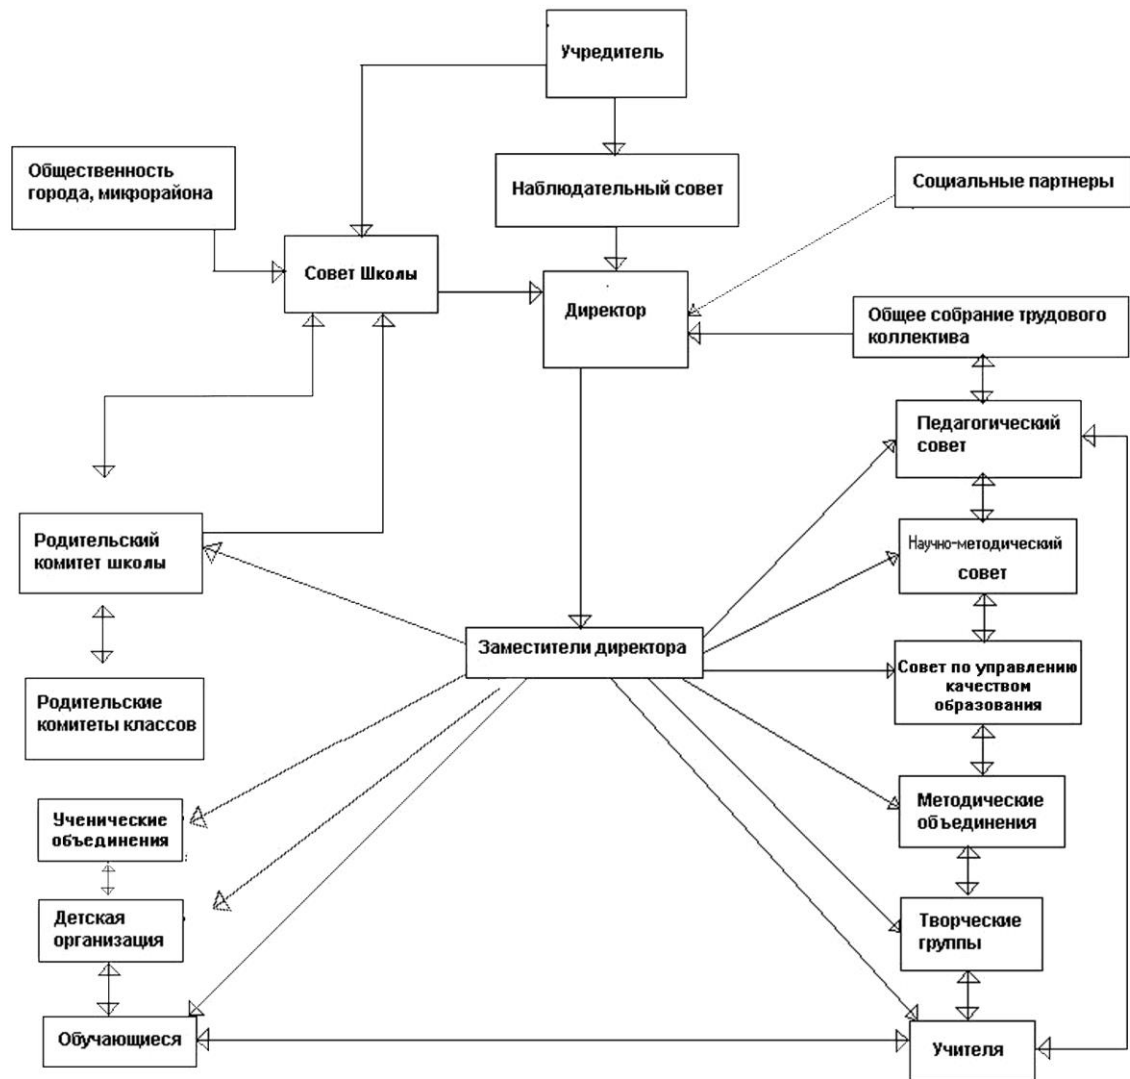 Учредитель
Общественность
города, микрорайона
Наблюдательный совет
Социальные партнеры
Совет Школы
Директор
Общее собрание трудового
коллектива
Педагогический
совет
Родительский
комитет школы
Научно-методический
совет
Заместители директора
Совет по управлению
качеством
образования
Родительские
комитеты классов
Методические
объединения
Ученические
объединения
Детская
организация
Творческие
группы
Обучающиеся
Учителя